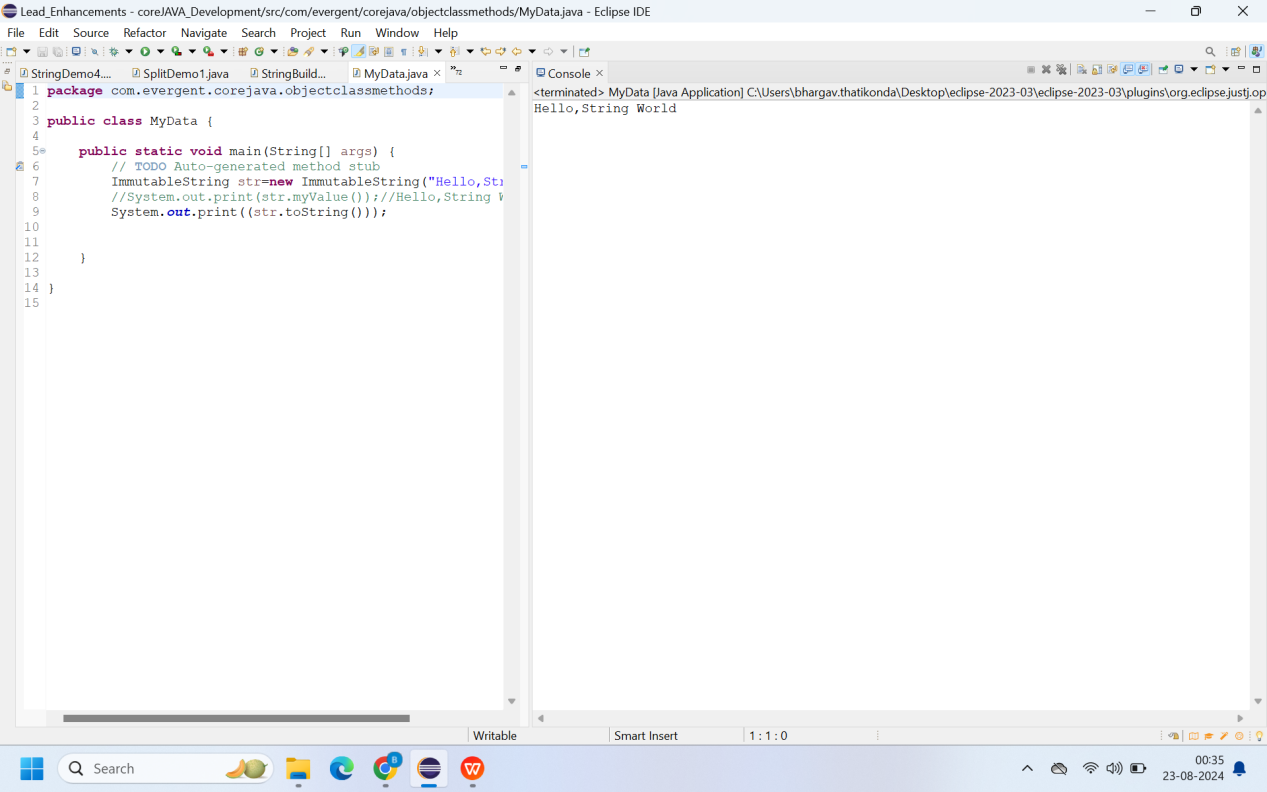 Lead_Enhancements - coreJAVA_Development/src/com/evergent/corejava/objectclassmethods/MyData.java - Eclipse IDE
File Edit Source Refactor Navigate Search Project Run Window Help
StringDemo4.... SplitDemo1.java StringBuild... MyData.java »72
1 package com.evergent.corejava.objectclassmethods;
2
3 public class MyData {
4
5 public static void main(String[] args) {
6 // TODO Auto-generated method stub
7 ImmutableString str=new ImmutableString("Hello,Str
8 //System.out.print(str.myValue());//Hello,String W
9 System.out.print((str.toString()));
10
11
12 }
13
14 }
15
Console
<terminated> MyData [Java Application] C:\Users\bhargav.thatikonda\Desktop\eclipse-2023-03\eclipse-2023-03\plugins\org.eclipse.justj.op
Hello,String World
Writable Smart Insert 1 : 1 : 0
Search
B
W
00:35
23-08-2024